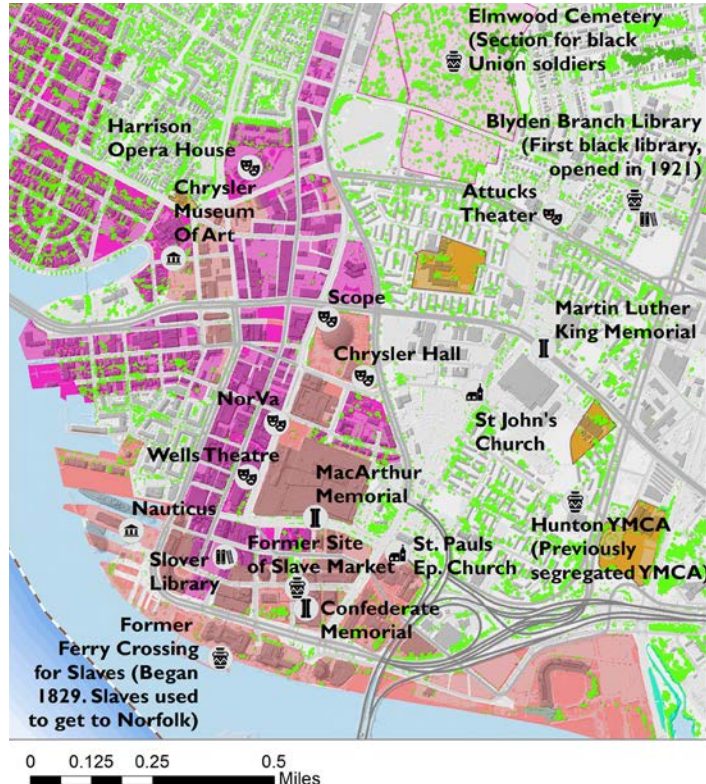 Elmwood Cemetery
(Section for black
Union soldiers
Harrison
Opera House
Blyden Branch Library
(First black library,
opened in 1921)
Chrysler
Museum
Of Art
Attucks
Theater
Scope
Martin Luther
King Memorial
Chrysler Hall
NorVa
St John's
Church
Wells Theatre
MacArthur
Memorial
Nauticus
Hunton YMCA
(Previously
segregated YMCA)
Slover
Library
Former Site
of Slave Market
St. Pauls
Ep. Church
Confederate
Memorial
Former
Ferry Crossing
for Slaves (Began
1829. Slaves used
to get to Norfolk)
0 0.125 0.25 0.5
Miles